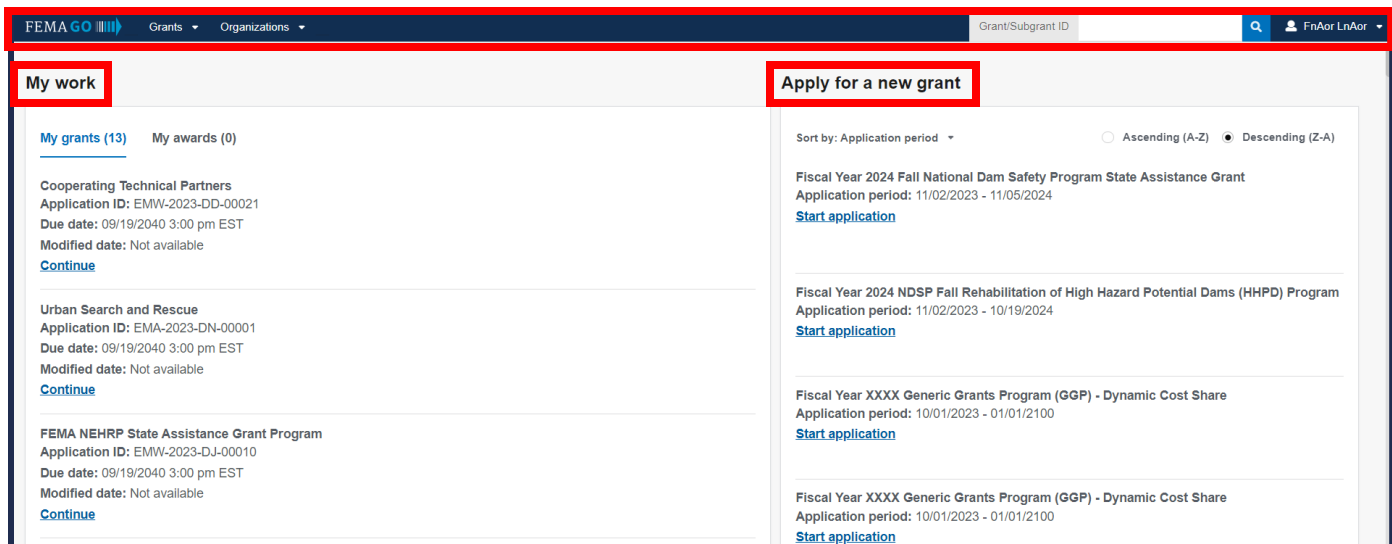 FEMA GO Grants Organizations Grant/Subgrant ID FnAor LnAor
My work
My grants (13) My awards (0)
Cooperating Technical Partners
Application ID: EMW-2023-DD-00021
Due date: 09/19/2040 3:00 pm EST
Modified date: Not available
Continue
Urban Search and Rescue
Application ID: EMA-2023-DN-00001
Due date: 09/19/2040 3:00 pm EST
Modified date: Not available
Continue
FEMA NEHRP State Assistance Grant Program
Application ID: EMW-2023-DJ-00010
Due date: 09/19/2040 3:00 pm EST
Modified date: Not available
Continue
Apply for a new grant
Sort by: Application period Ascending (A-Z) Descending (Z-A)
Fiscal Year 2024 Fall National Dam Safety Program State Assistance Grant
Application period: 11/02/2023 - 11/05/2024
Start application
Fiscal Year 2024 NDSP Fall Rehabilitation of High Hazard Potential Dams (HHPD) Program
Application period: 11/02/2023 - 10/19/2024
Start application
Fiscal Year XXXX Generic Grants Program (GGP) - Dynamic Cost Share
Application period: 10/01/2023 - 01/01/2100
Start application
Fiscal Year XXXX Generic Grants Program (GGP) - Dynamic Cost Share
Application period: 10/01/2023 - 01/01/2100
Start application